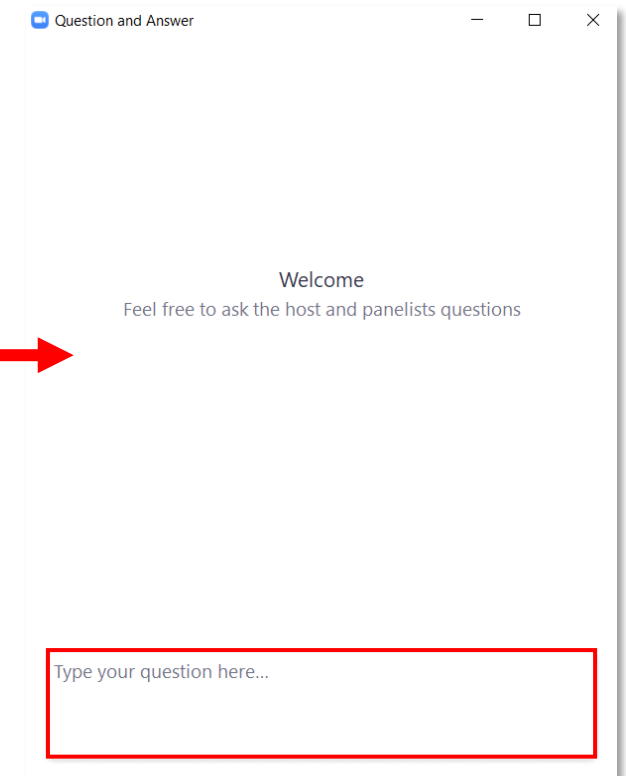 Question and Answer
Welcome
Feel free to ask the host and panelists questions
Type your question here...